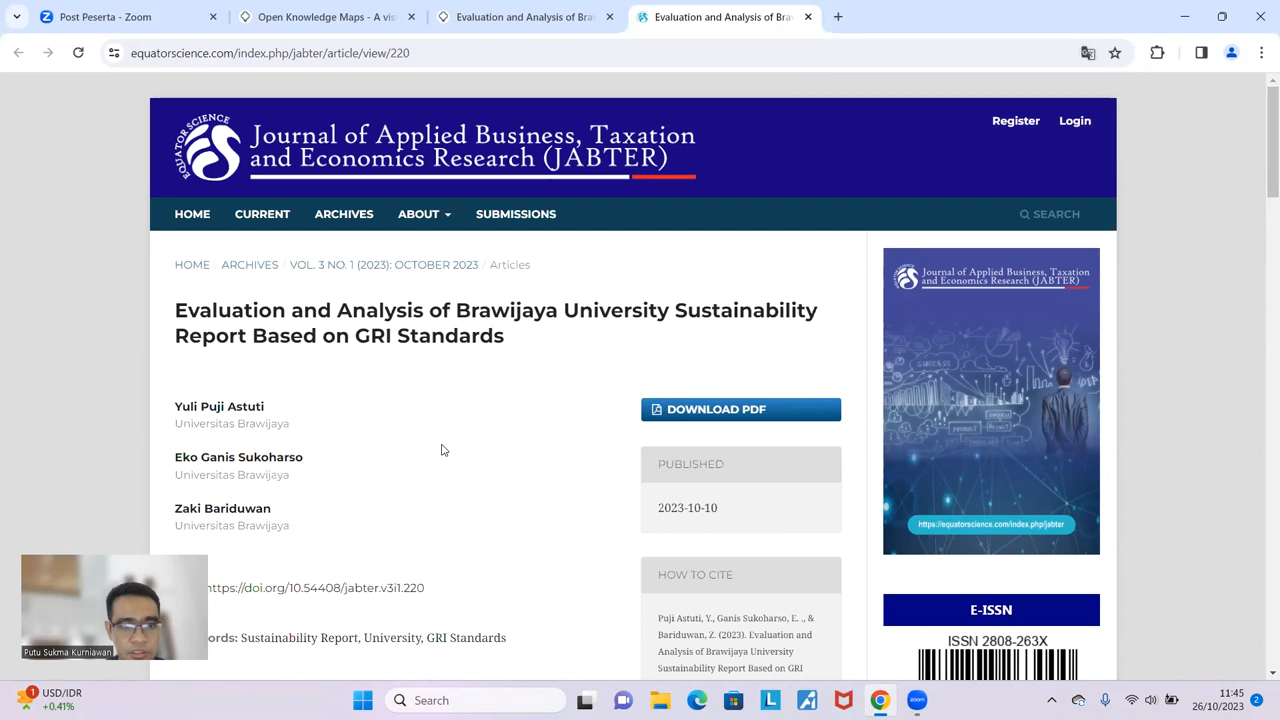 Post Peserta - Zoom
Open Knowledge Maps - A vis
Evaluation and Analysis of Bra
Evaluation and Analysis of Bra
equatorscience.com/index.php/jabter/article/view/220
EQUATOR SCIENCE
Journal of Applied Business, Taxation
and Economics Research (JABTER)
Register
Login
HOME
CURRENT
ARCHIVES
ABOUT
SUBMISSIONS
SEARCH
HOME / ARCHIVES / VOL. 3 NO. 1 (2023): OCTOBER 2023 / Articles
Evaluation and Analysis of Brawijaya University Sustainability
Report Based on GRI Standards
Yuli Puji Astuti
Universitas Brawijaya
Eko Ganis Sukoharso
Universitas Brawijaya
Zaki Bariduwan
Universitas Brawijaya
https://doi.org/10.54408/jabter.v3i1.220
ords: Sustainability Report, University, GRI Standards
DOWNLOAD PDF
PUBLISHED
2023-10-10
HOW TO CITE
Puji Astuti, Y., Ganis Sukoharso, E. ., &
Bariduwan, Z. (2023). Evaluation and
Analysis of Brawijaya University
Sustainability Report Based on GRI
Journal of Applied Business, Taxation
and Economics Research (JABTER)
SUCCESS
https://equatorscience.com/index.php/jabter
E-ISSN
ISSN 2808-263X
Putu Sukma Kurniawan
1
USD/IDR
+0.41%
Search
zoom
11:45
26/10/2023
2